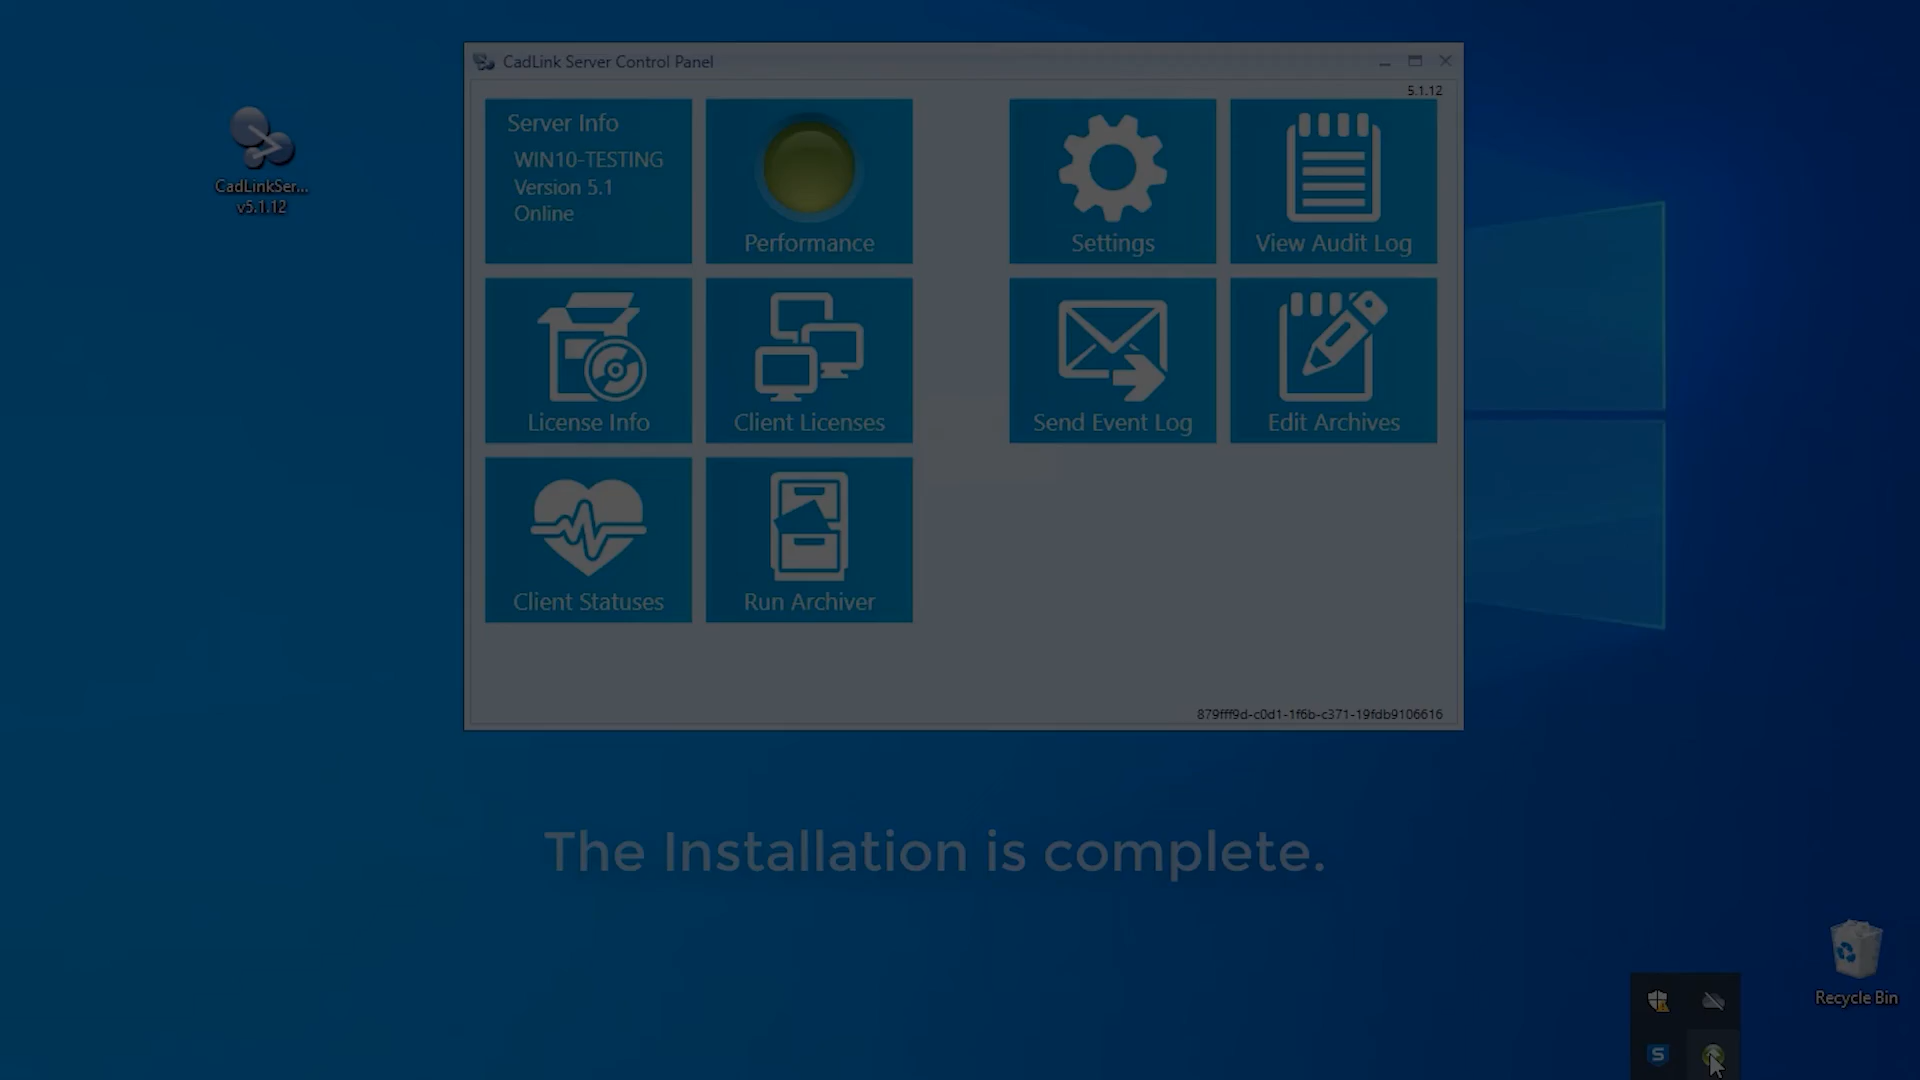 CadLink Server Control Panel
5.1.12
CadLinkSer...
v5.1.12
Server Info
WIN10-TESTING
Version 5.1
Online
Performance
Settings
View Audit Log
License Info
Client Licenses
Send Event Log
Edit Archives
Client Statuses
Run Archiver
879fff9d-c0d1-1f6b-c371-19fdb9106616
The Installation is complete.
Recycle Bin
S